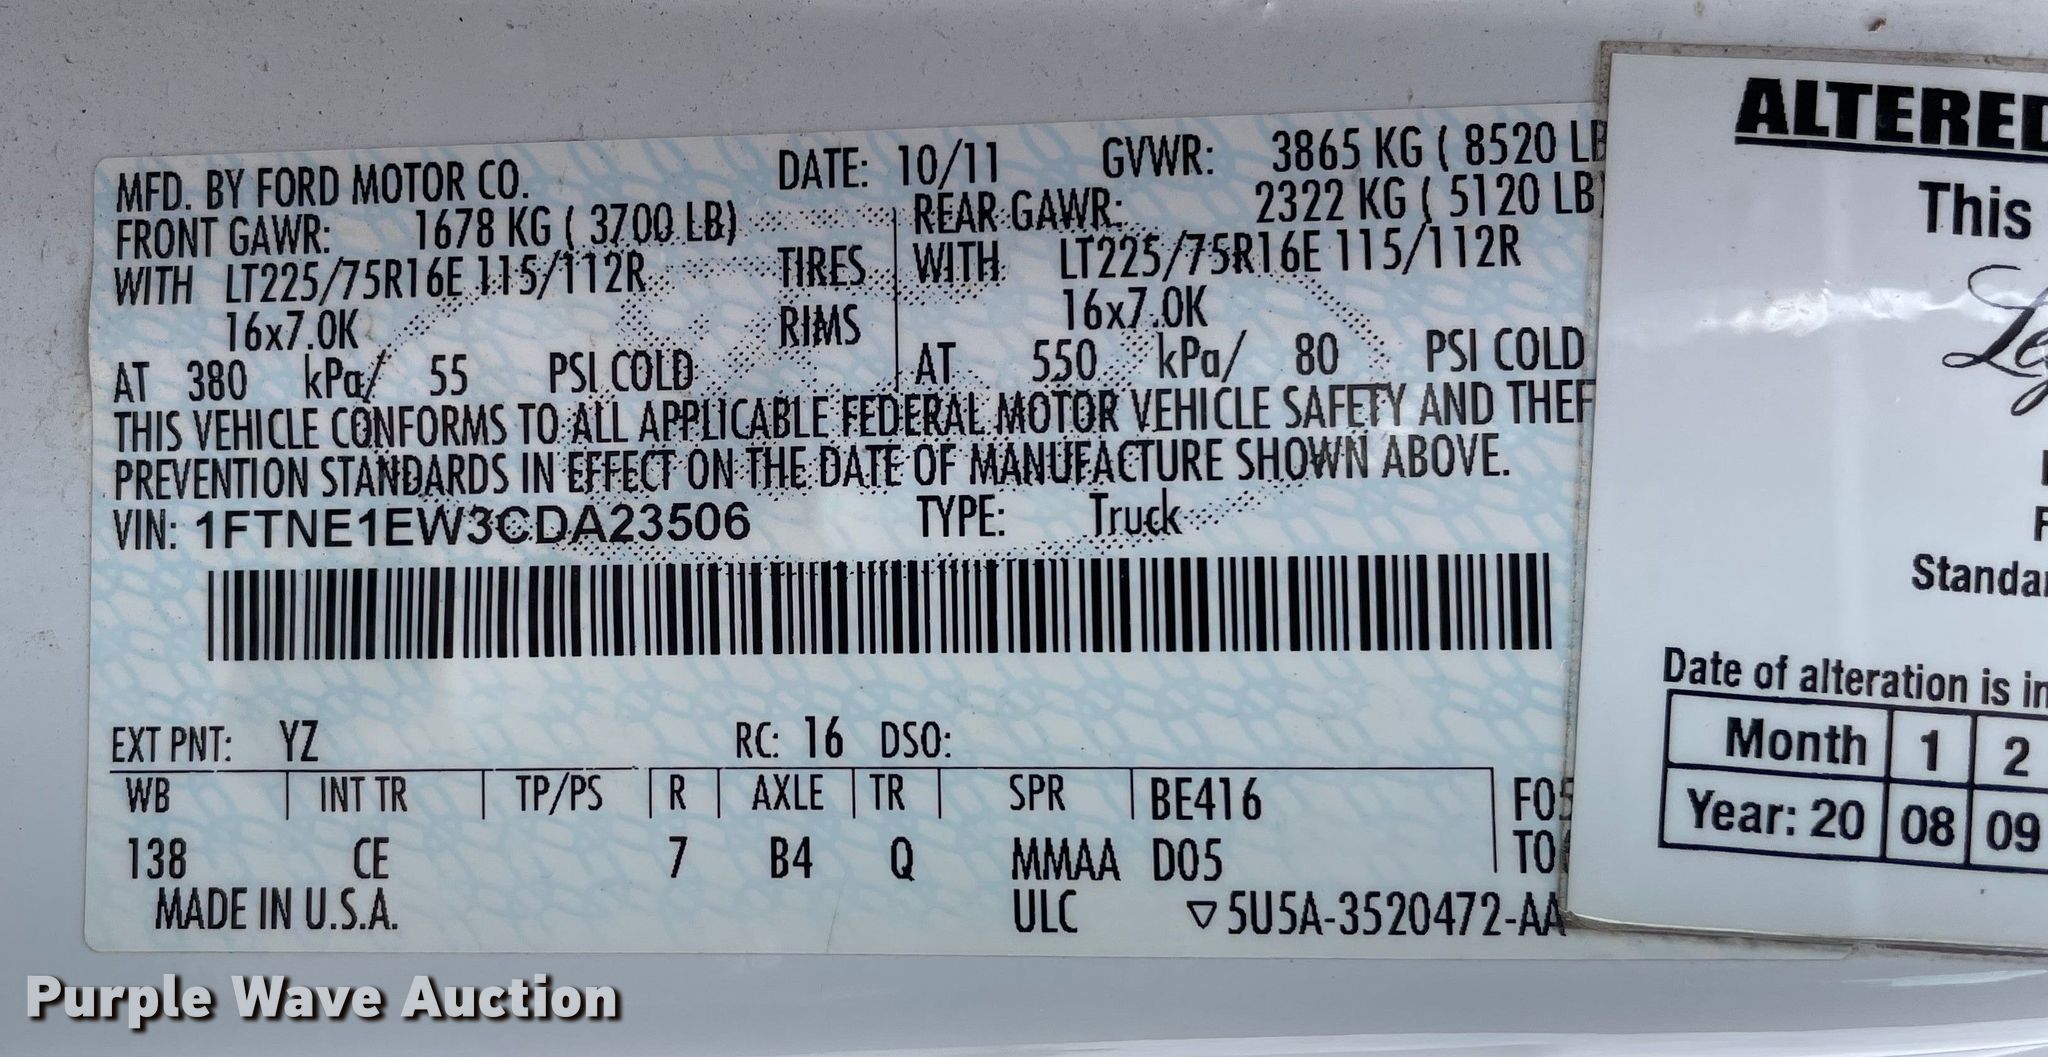 MFD. BY FORD MOTOR CO. DATE: 10/11 GVWR: 3865 KG ( 8520 LB
FRONT GAWR: 1678 KG ( 3700 LB) REAR GAWR: 2322 KG ( 5120 LB)
WITH LT225/75R16E 115/112R TIRES WITH LT225/75R16E 115/112R
16x7.0K RIMS 16x7.0K
AT 380 kPa/ 55 PSI COLD AT 550 kPa/ 80 PSI COLD
THIS VEHICLE CONFORMS TO ALL APPLICABLE FEDERAL MOTOR VEHICLE SAFETY AND THEF
PREVENTION STANDARDS IN EFFECT ON THE DATE OF MANUFACTURE SHOWN ABOVE.
VIN: 1FTNE1EW3CDA23506 TYPE: Truck
EXT PNT: YZ RC: 16 DSO:
WB INT TR TP/PS R AXLE TR SPR BE416 F05
138 CE 7 B4 Q MMAA D05 TO
MADE IN U.S.A. ULC ▽5U5A-3520472-AA
ALTERED
This
Standa
Date of alteration is in
Month 1 2
Year: 20 08 09
Purple Wave Auction